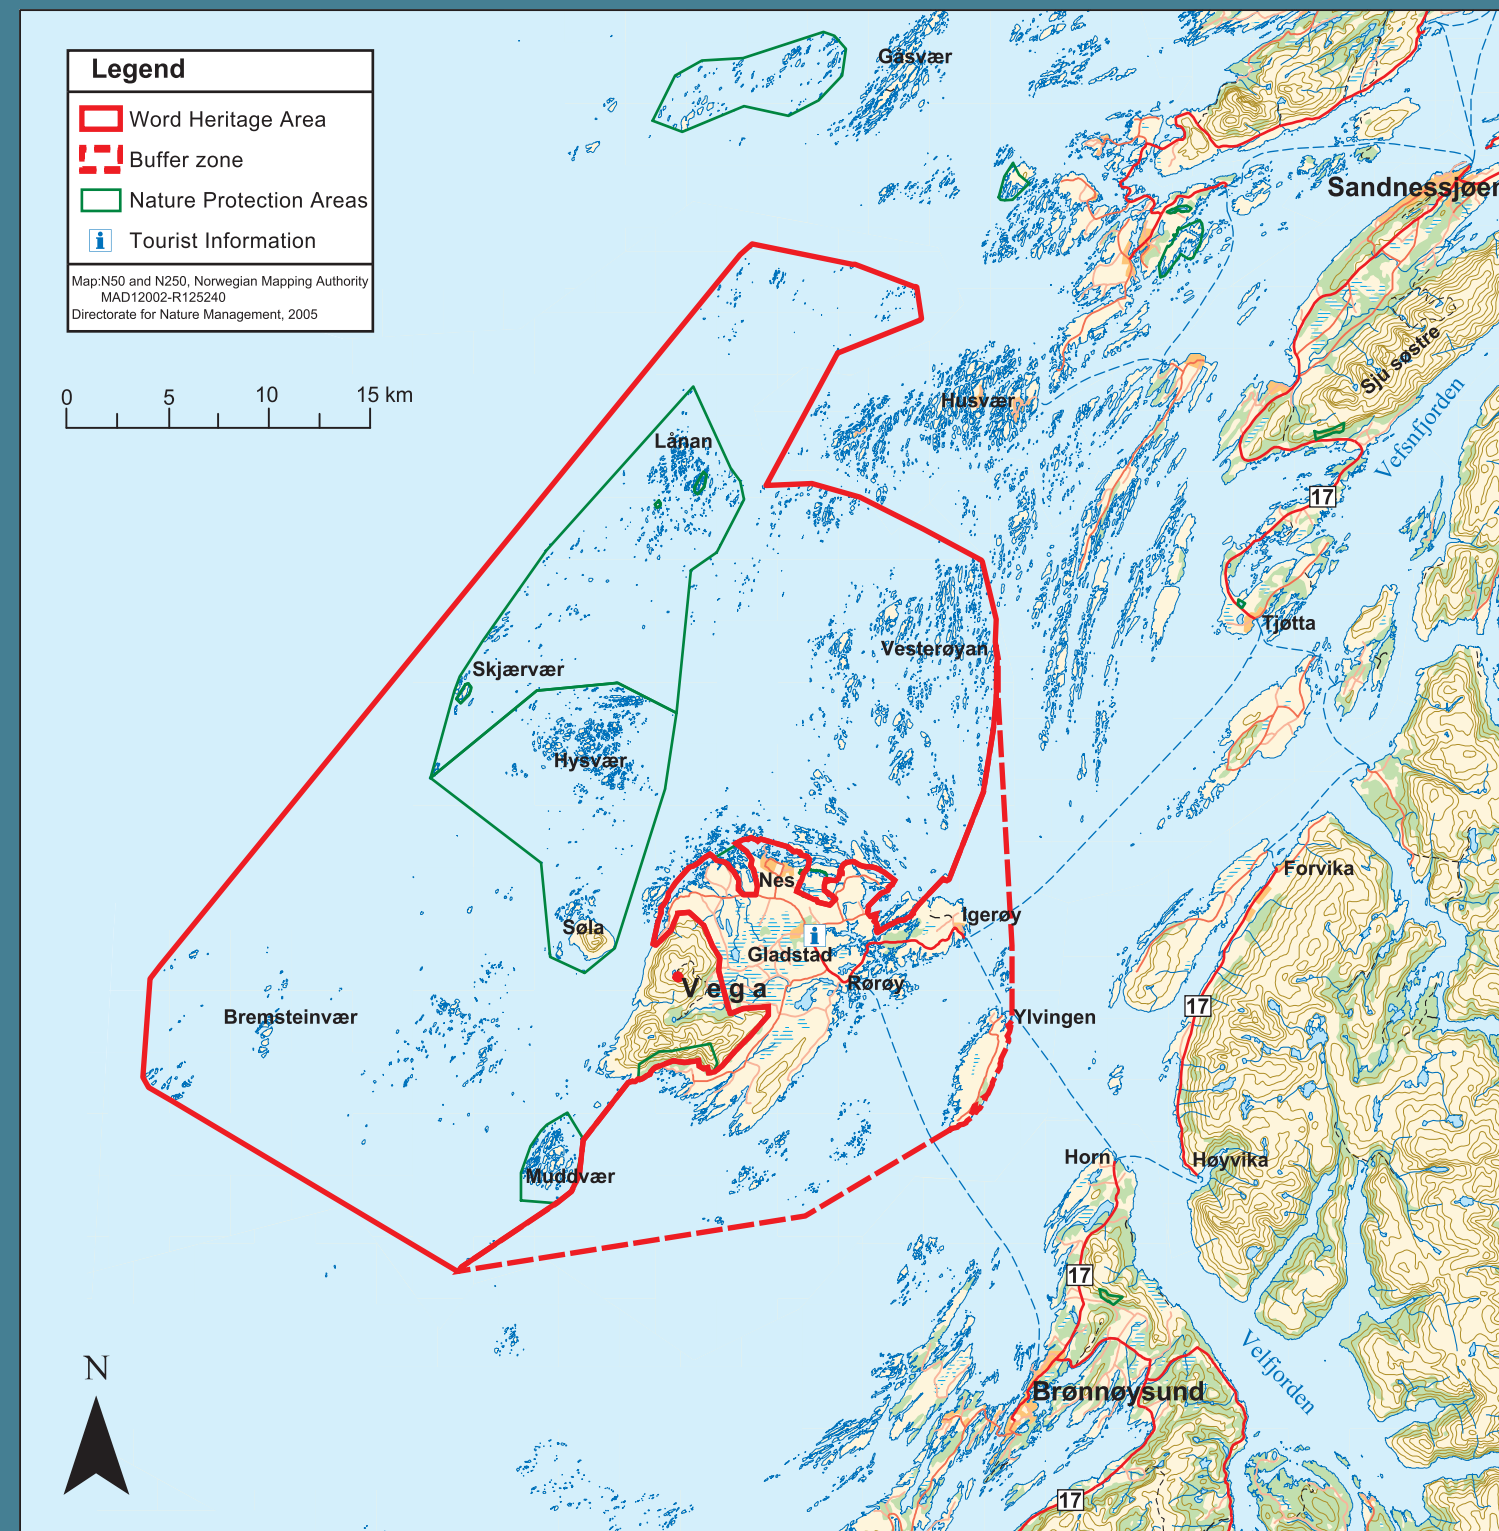 Legend
Word Heritage Area
Buffer zone
Nature Protection Areas
Tourist Information
Map:N50 and N250, Norwegian Mapping Authority
MAD12002-R125240
Directorate for Nature Management, 2005
0 5 10 15 km
Gåsvær
Sandnessjøen
Sju søstre
Vefsnfjorden
Husvær
Lånan
17
Tjøtta
Vesterøyan
Skjærvær
Hysvær
Forvika
Nes
Igerøy
Søla
i
Gladstad
Rørøy
Vega
17
Bremsteinvær
Ylvingen
Horn
Høyvika
Muddvær
17
Velfjorden
N
Brønnøysund
17